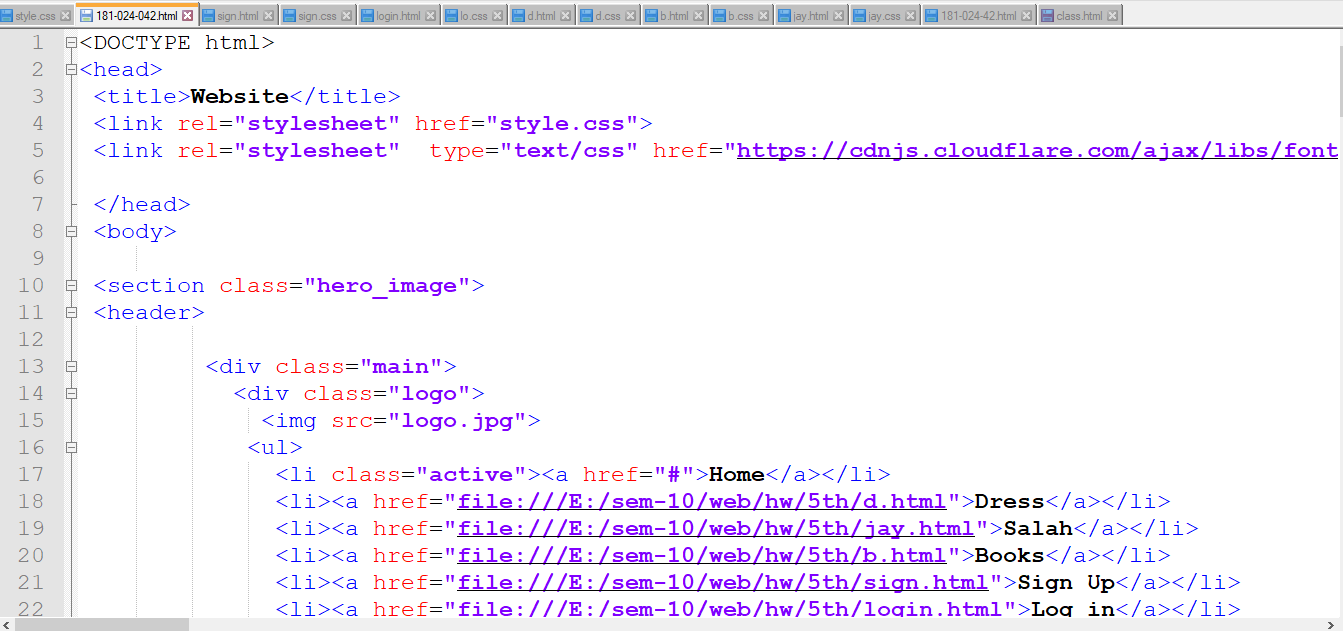 style.css 181-024-042.html sign.html sign.css login.html lo.css d.html d.css b.html b.css jay.html jay.css 181-024-42.html class.html
1 <DOCTYPE html>
2 <head>
3 <title>Website</title>
4 <link rel="stylesheet" href="style.css">
5 <link rel="stylesheet"  type="text/css" href="https://cdnjs.cloudflare.com/ajax/libs/font
6
7 </head>
8 <body>
9
10 <section class="hero_image">
11 <header>
12
13 <div class="main">
14 <div class="logo">
15 <img src="logo.jpg">
16 <ul>
17 <li class="active"><a href="#">Home</a></li>
18 <li><a href="file:///E:/sem-10/web/hw/5th/d.html">Dress</a></li>
19 <li><a href="file:///E:/sem-10/web/hw/5th/jay.html">Salah</a></li>
20 <li><a href="file:///E:/sem-10/web/hw/5th/b.html">Books</a></li>
21 <li><a href="file:///E:/sem-10/web/hw/5th/sign.html">Sign Up</a></li>
22 <li><a href="file:///E:/sem-10/web/hw/5th/login.html">Log in</a></li>